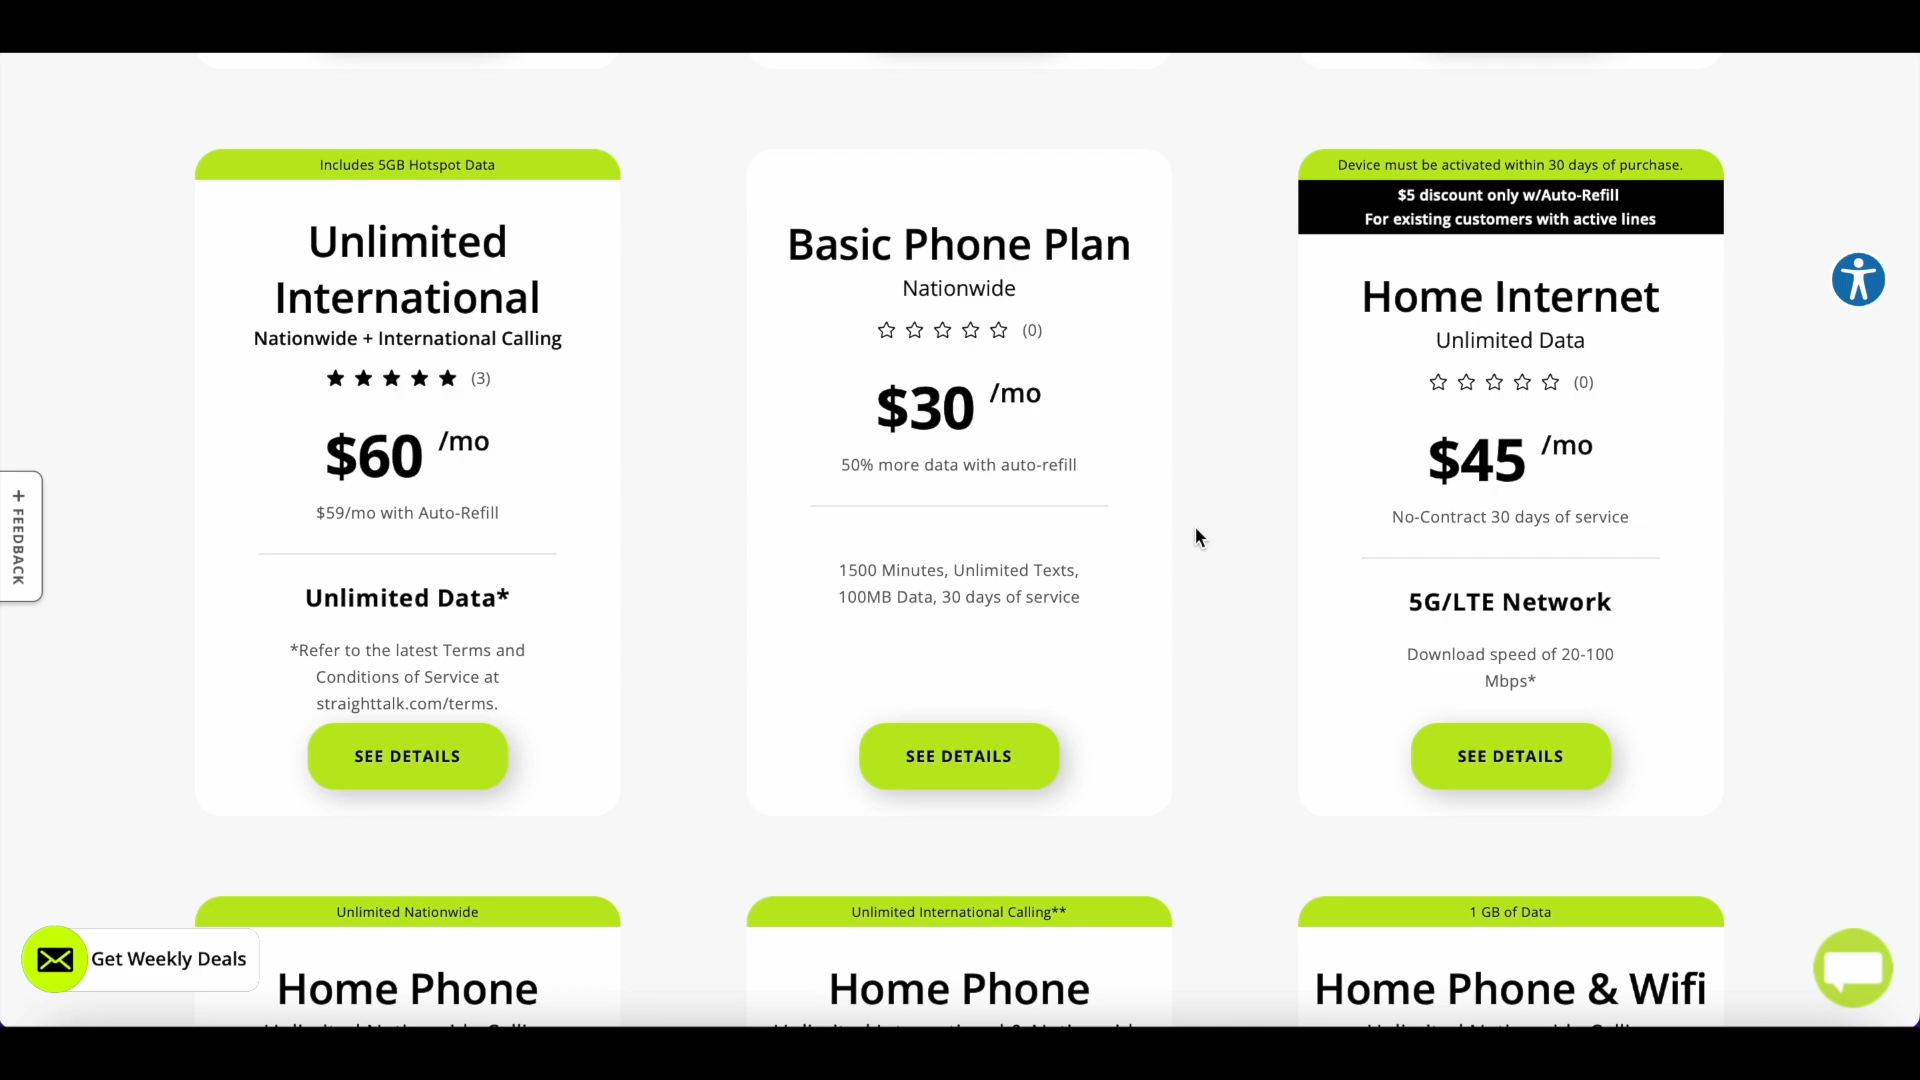 Includes 5GB Hotspot Data
Unlimited
International
Nationwide + International Calling
(3)
$60 /mo
$59/mo with Auto-Refill
Unlimited Data*
*Refer to the latest Terms and
Conditions of Service at
straighttalk.com/terms.
SEE DETAILS
Basic Phone Plan
Nationwide
(0)
$30 /mo
50% more data with auto-refill
1500 Minutes, Unlimited Texts,
100MB Data, 30 days of service
SEE DETAILS
Device must be activated within 30 days of purchase.
$5 discount only w/Auto-Refill
For existing customers with active lines
Home Internet
Unlimited Data
(0)
$45 /mo
No-Contract 30 days of service
5G/LTE Network
Download speed of 20-100
Mbps*
SEE DETAILS
+ FEEDBACK
Unlimited Nationwide
Home Phone
Unlimited International Calling**
Home Phone
1 GB of Data
Home Phone & Wifi
Get Weekly Deals